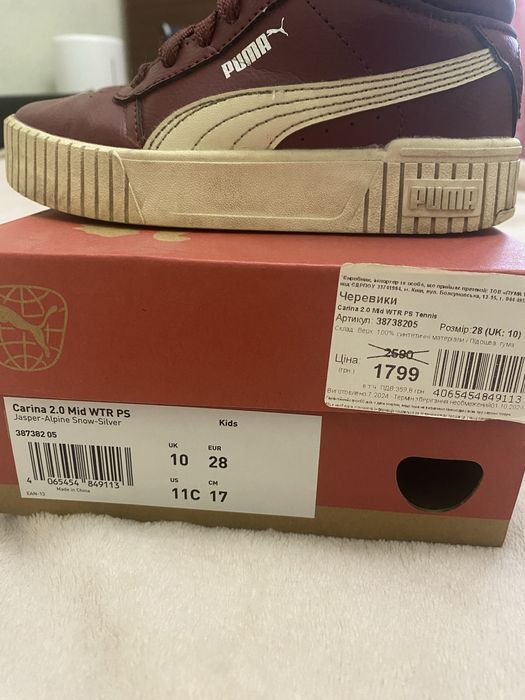 PUMA
PUMA
Виробник, імпортер та особа, що приймає претензії: ТОВ «ПУМА
Черевики
Carina 2.0 Mid WTR PS Tennis
Артикул: 38738205
Розмір:28 (UK: 10)
Склад: Верх: 100% синтетичні матеріали / Підошва: гума
Ціна:
(грн.)
2590
1799
в т.ч. ПДВ:
4065454849113
Carina 2.0 Mid WTR PS
Jasper-Alpine Snow-Silver
Kids
387382 05
UK
10
EUR
28
US
11C
CM
17
4 065454 849113
EAN-13
Made in China